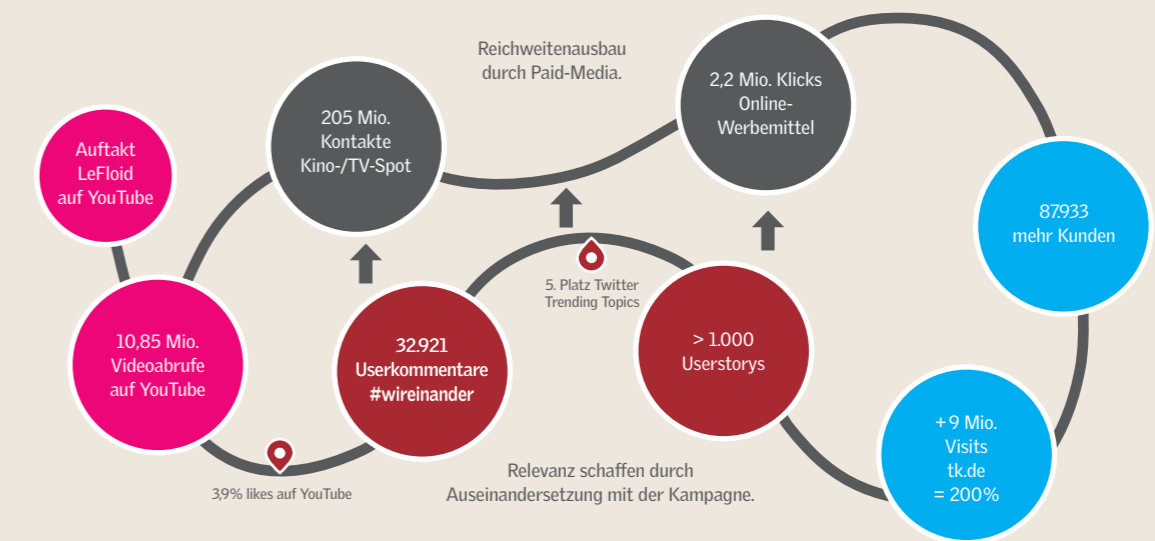 Reichweitenausbau
durch Paid-Media.
Auftakt
LeFloid
auf YouTube
205 Mio.
Kontakte
Kino-/TV-Spot
2,2 Mio. Klicks
Online-
Werbemittel
87.933
mehr Kunden
10,85 Mio.
Videoabrufe
auf YouTube
32.921
Userkommentare
#wireinander
5. Platz Twitter
Trending Topics
> 1.000
Userstorys
+ 9 Mio.
Visits
tk.de
= 200%
3,9% likes auf YouTube
Relevanz schaffen durch
Auseinandersetzung mit der Kampagne.